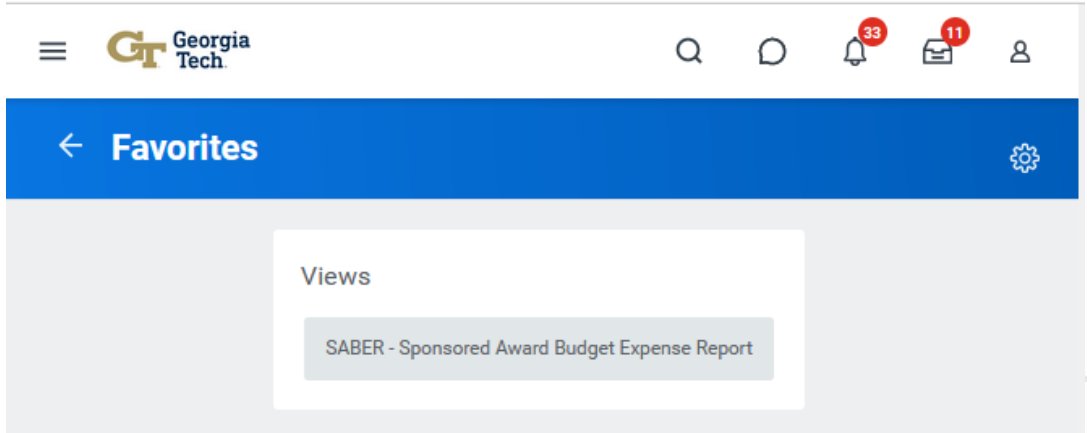 GT Georgia
Tech.
33
11
Favorites
Views
SABER - Sponsored Award Budget Expense Report